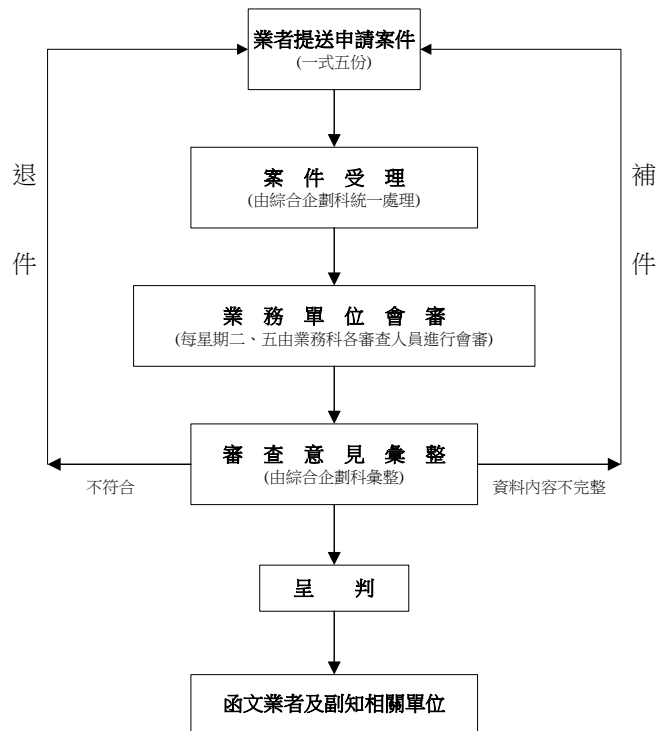 業者提送申請案件
(一式五份)
退件
補件
案件受理
(由綜合企劃科統一處理)
業務單位會審
(每星期二、五由業務科各審查人員進行會審)
審查意見彙整
(由綜合企劃科彙整)
不符合
資料內容不完整
呈判
函文業者及副知相關單位